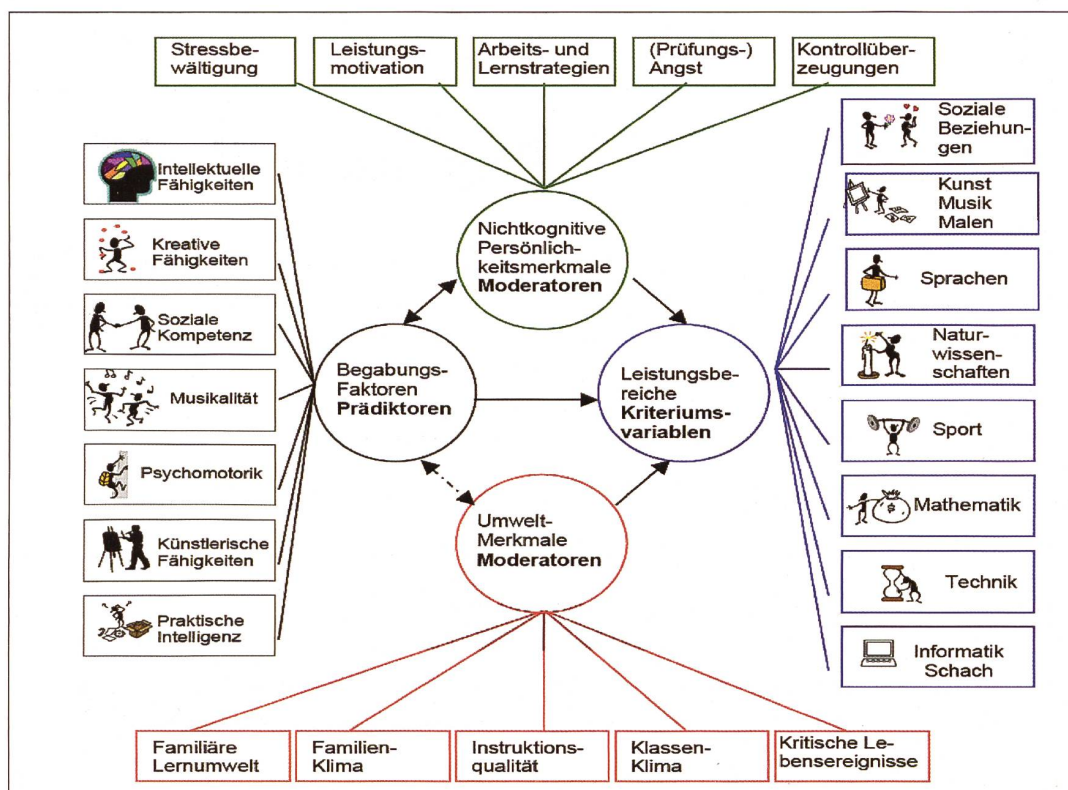 Stressbe-
wältigung
Leistungs-
motivation
Arbeits- und
Lernstrategien
(Prüfungs-)
Angst
Kontrollüber-
zeugungen
Intellektuelle
Fähigkeiten
Kreative
Fähigkeiten
Soziale
Kompetenz
Musikalität
Psychomotorik
Künstlerische
Fähigkeiten
Praktische
Intelligenz
Nichtkognitive
Persönlich-
keitsmerkmale
Moderatoren
Begabungs-
Faktoren
Prädiktoren
Leistungsbe-
reiche
Kriteriums-
variablen
Umwelt-
Merkmale
Moderatoren
Soziale
Beziehun-
gen
Kunst
Musik
Malen
Sprachen
Natur-
wissen-
schaften
Sport
Mathematik
Technik
Informatik
Schach
Familiäre
Lernumwelt
Familien-
Klima
Instruktions-
qualität
Klassen-
Klima
Kritische Le-
bensereignisse